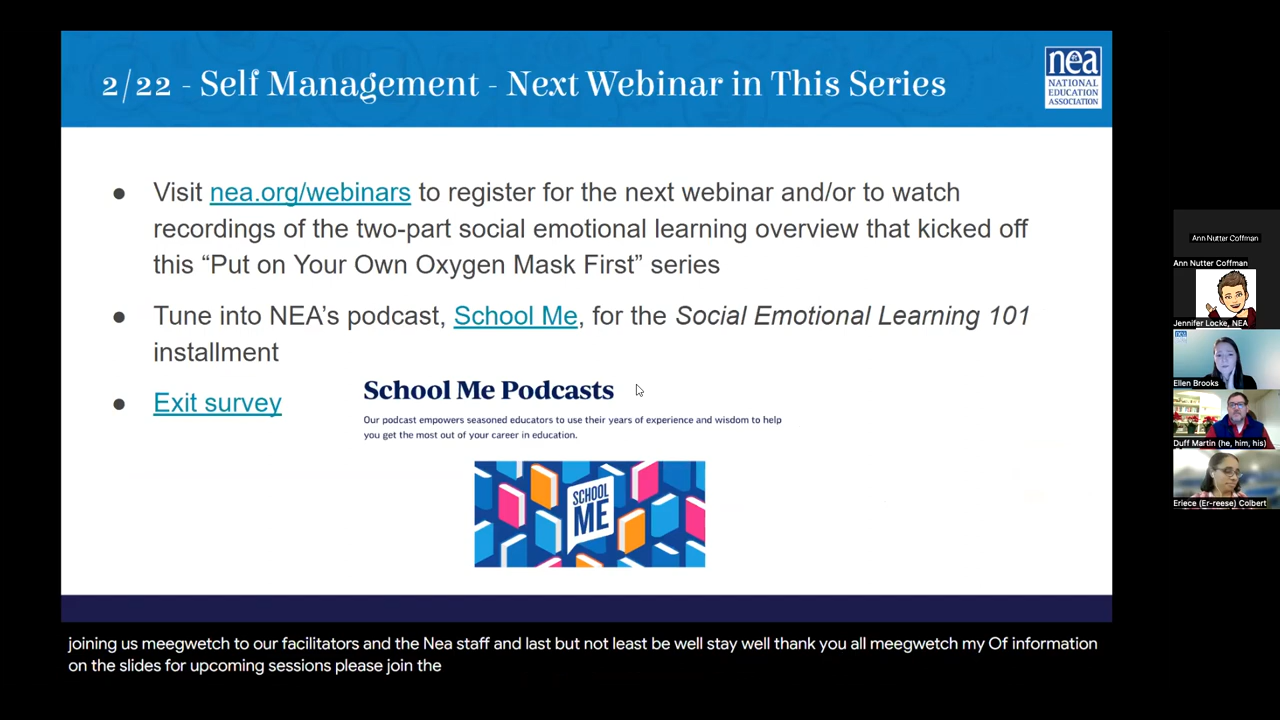 2/22 - Self Management - Next Webinar in This Series
nea
NATIONAL
EDUCATION
ASSOCIATION
● Visit nea.org/webinars to register for the next webinar and/or to watch
recordings of the two-part social emotional learning overview that kicked off
this “Put on Your Own Oxygen Mask First” series
● Tune into NEA’s podcast, School Me, for the Social Emotional Learning 101
installment
● Exit survey
School Me Podcasts
Our podcast empowers seasoned educators to use their years of experience and wisdom to help
you get the most out of your career in education.
SCHOOL
ME
Ann Nutter Coffman
Ann Nutter Coffman
Jennifer Locke, NEA
nea
Ellen Brooks
Duff Martin (he, him, his)
Eriece (Er-reese) Colbert
joining us meegwetch to our facilitators and the Nea staff and last but not least be well stay well thank you all meegwetch my Of information
on the slides for upcoming sessions please join the